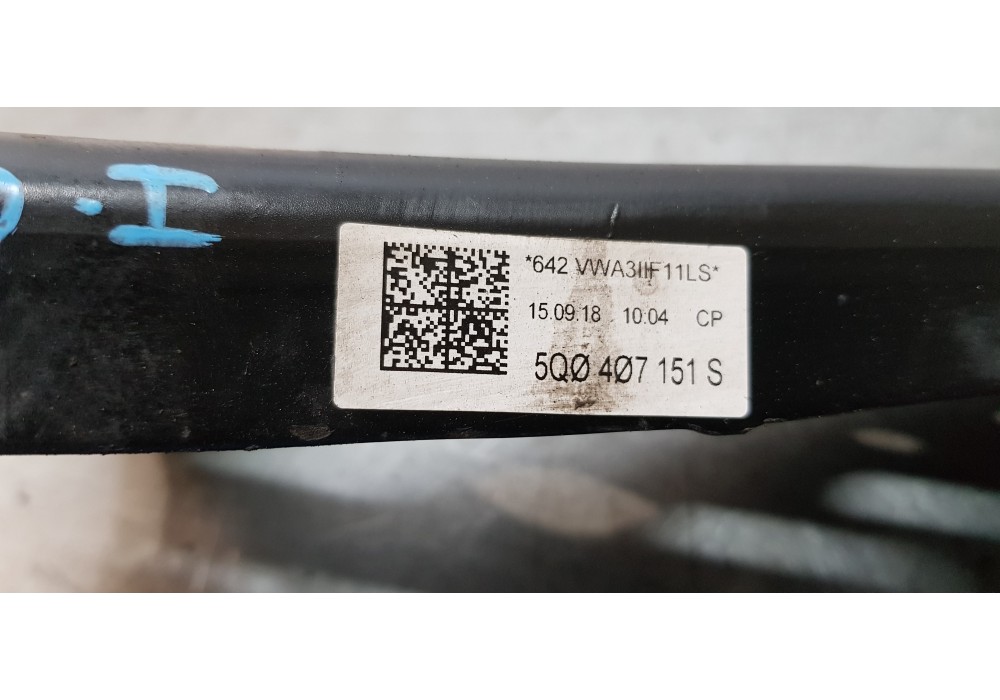 *642 VWA3IIF11LS*
15.09.18 10:04 CP
5Q0 407 151 S